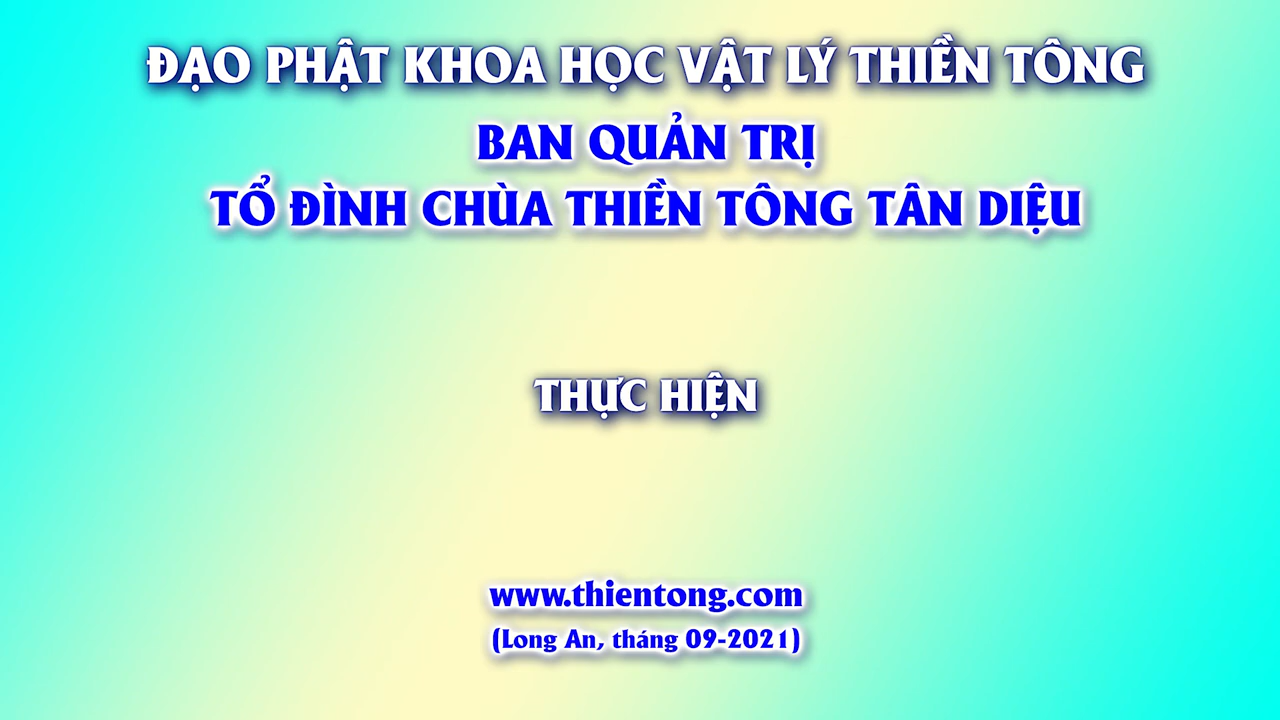 ĐẠO PHẬT KHOA HỌC VẬT LÝ THIỀN TÔNG
BAN QUẢN TRỊ
TỔ ĐÌNH CHÙA THIỀN TÔNG TÂN DIỆU
THỰC HIỆN
www.thientong.com
(Long An, tháng 09-2021)